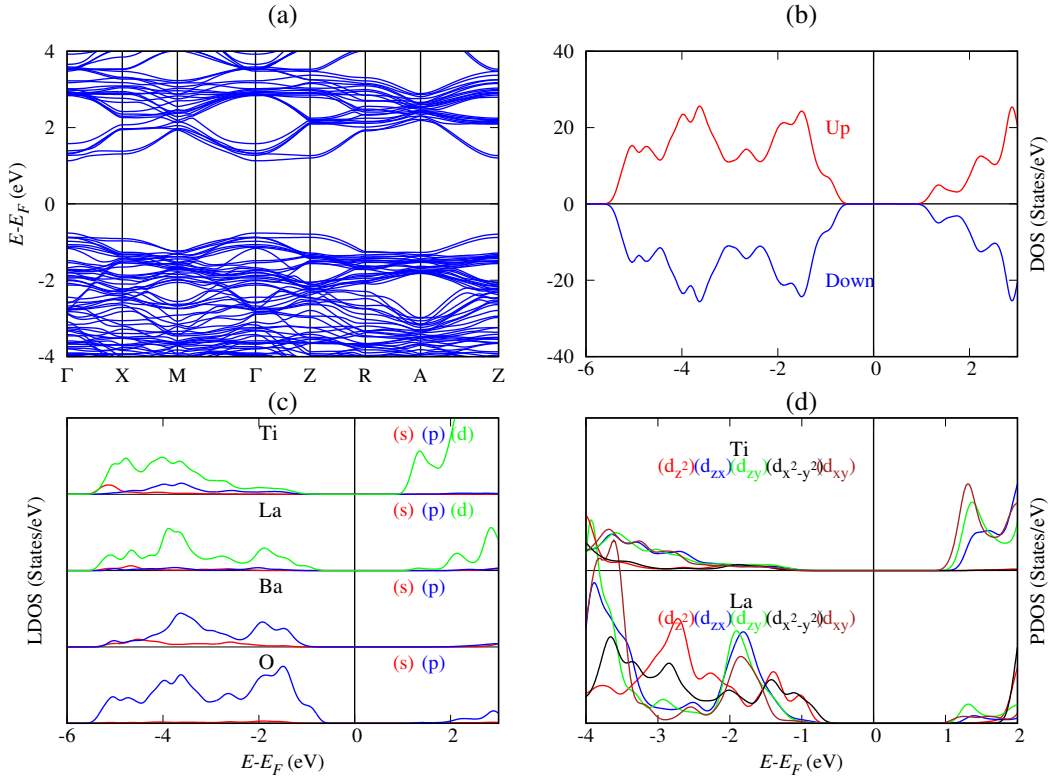 (a)
4
2
0
-2
-4
E-E_F (eV)
Γ X M Γ Z R A Z
(b)
40
20
0
-20
-40
Up
Down
DOS (States/eV)
-6 -4 -2 0 2
(c)
Ti (s) (p) (d)
La (s) (p) (d)
Ba (s) (p)
O (s) (p)
LDOS (States/eV)
-6 -4 -2 0 2
E-E_F (eV)
(d)
Ti
(d_z²)(d_zx)(d_zy)(d_x²-y²)(d_xy)
La
(d_z²)(d_zx)(d_zy)(d_x²-y²)(d_xy)
PDOS (States/eV)
-4 -3 -2 -1 0 1 2
E-E_F (eV)